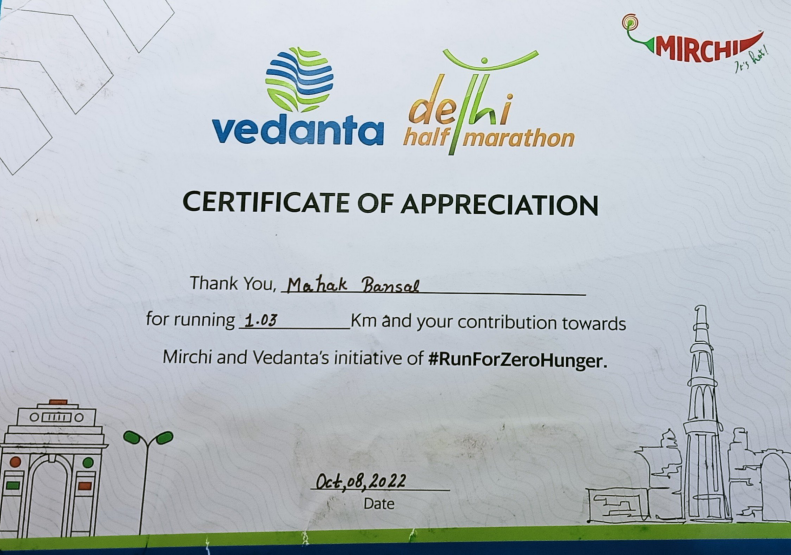 MIRCHI
It's hot!
vedanta
delhi
half marathon
CERTIFICATE OF APPRECIATION
Thank You, Mahak Bansal
for running 1.03 Km and your contribution towards
Mirchi and Vedanta's initiative of #RunForZeroHunger.
Oct,08,2022
Date